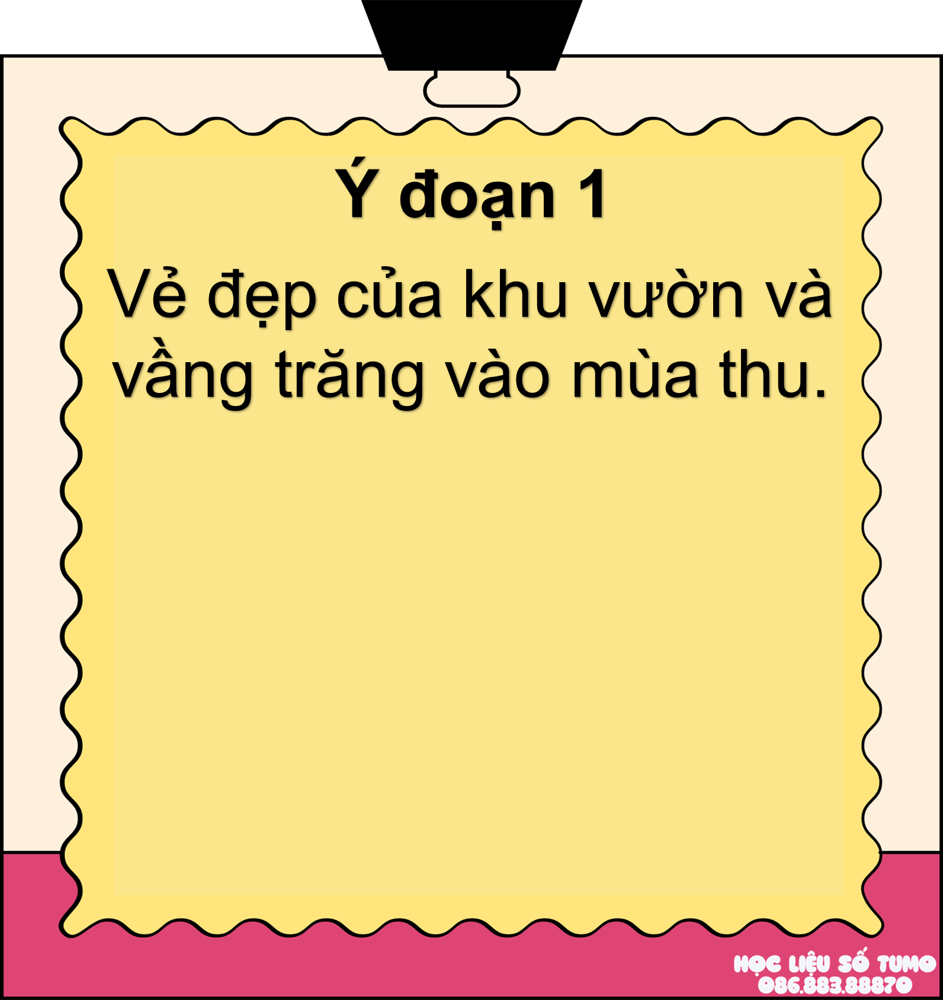 Ý đoạn 1
Vẻ đẹp của khu vườn và
vầng trăng vào mùa thu.
HỌC LIỆU SỐ TUMO
086.883.88870